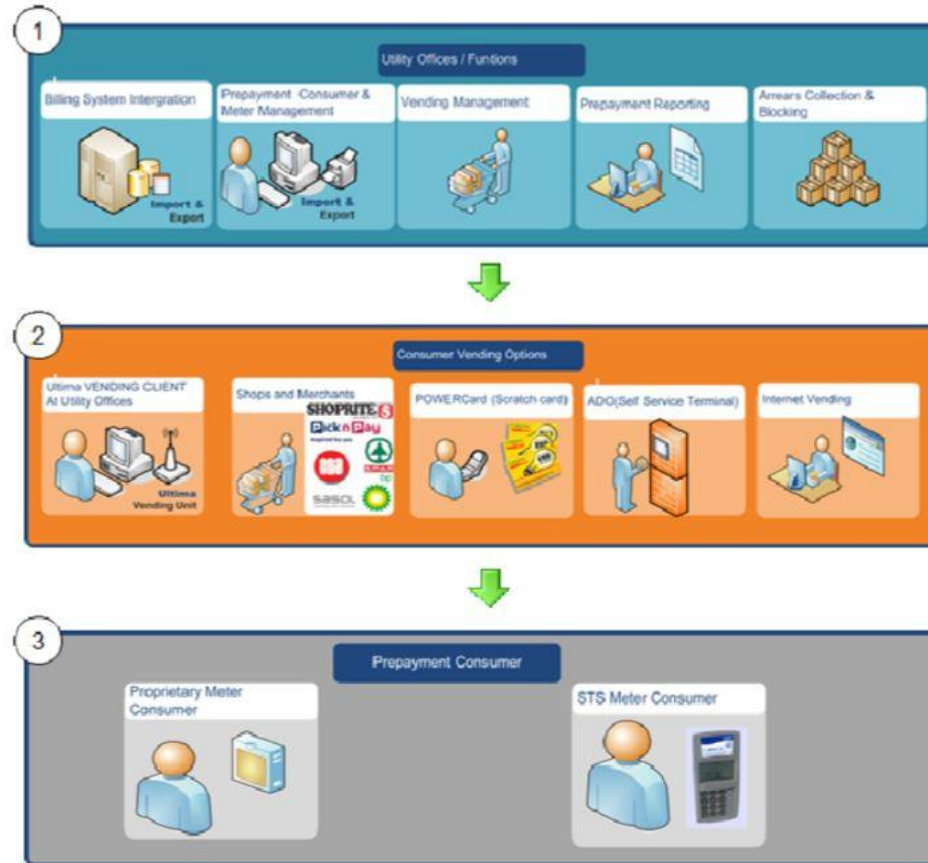 1
Utility Offices / Funtions
Billing System Intergration
Import &
Export
Prepayment -Consumer &
Meter Management
Import &
Export
Vending Management
Prepayment Reporting
Arrears Collection &
Blocking
2
Consumer Vending Options
Ultima VENDING CLIENT
At Utility Offices
Ultima
Vending Unit
Shops and Merchants
SHOPRITE S
Pick n Pay
SPAR
bp
sasol
POWERCard (Scratch card)
ADO(Self Service Terminal)
Internet Vending
3
Prepayment Consumer
Proprietary Meter
Consumer
STS Meter Consumer